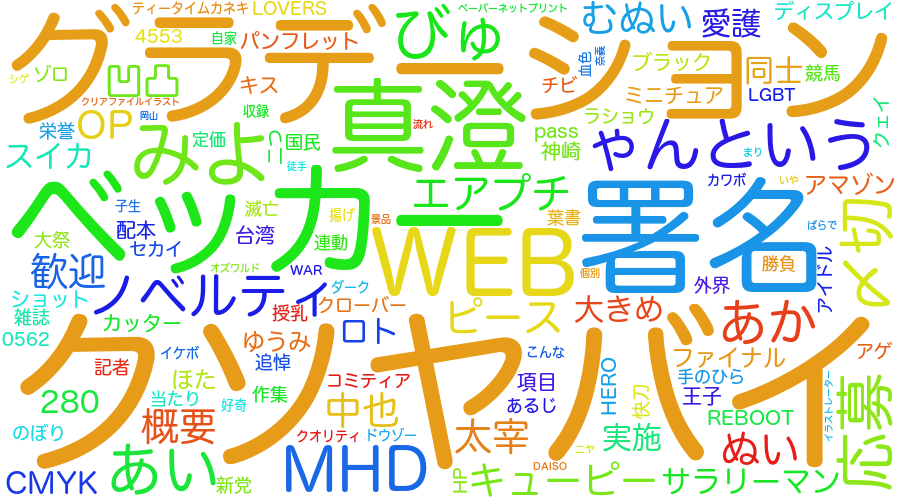 ティータイムカネキ
LOVERS
ペーパーネットプリント
むぬい
愛護
ディスプレイ
グラデーション
4553
自家
パンフレット
びゅ
血色
奈義
ブラック
同士
競馬
シゲ
ゾロ
凹凸
キス
チビ
ミニチュア
LGBT
クリアファイルイラスト
岡山
収録
真澄
流れ
ラショウ
クェイ
栄誉
OP
みよ
定価
ミニ
国民
pass
神崎
ゃんという
スイカ
徒手
まり
ベッカー
エアプチ
署名
カワボ
いや
アマゾン
子生
滅亡
揚げ
景品
葉書
ばらで
〆切
大祭
配本
セカイ
台湾
連動
WEB
勝負
アイドル
歓迎
オズワルド
WAR
個別
外界
ノベルティ
ダーク
ショット
雑誌
授乳
クローバー
ピース
大きめ
あか
カッター
0562
ロト
クソヤバイ
ゆうみ
記者
イケボ
追悼
こんな
ファイナル
アゲ
手のひら
ほた
コミティア
項目
HERO
快刀
王子
イラストレーター
280
当たり
好奇
作集
中也
あるじ
REBOOT
応募
のぼり
概要
クオリティ
ドウゾー
太宰
実施
ぬい
あい
MHD
ニヤ
DAISO
CMYK
新党
HP
キューピー
サラリーマン